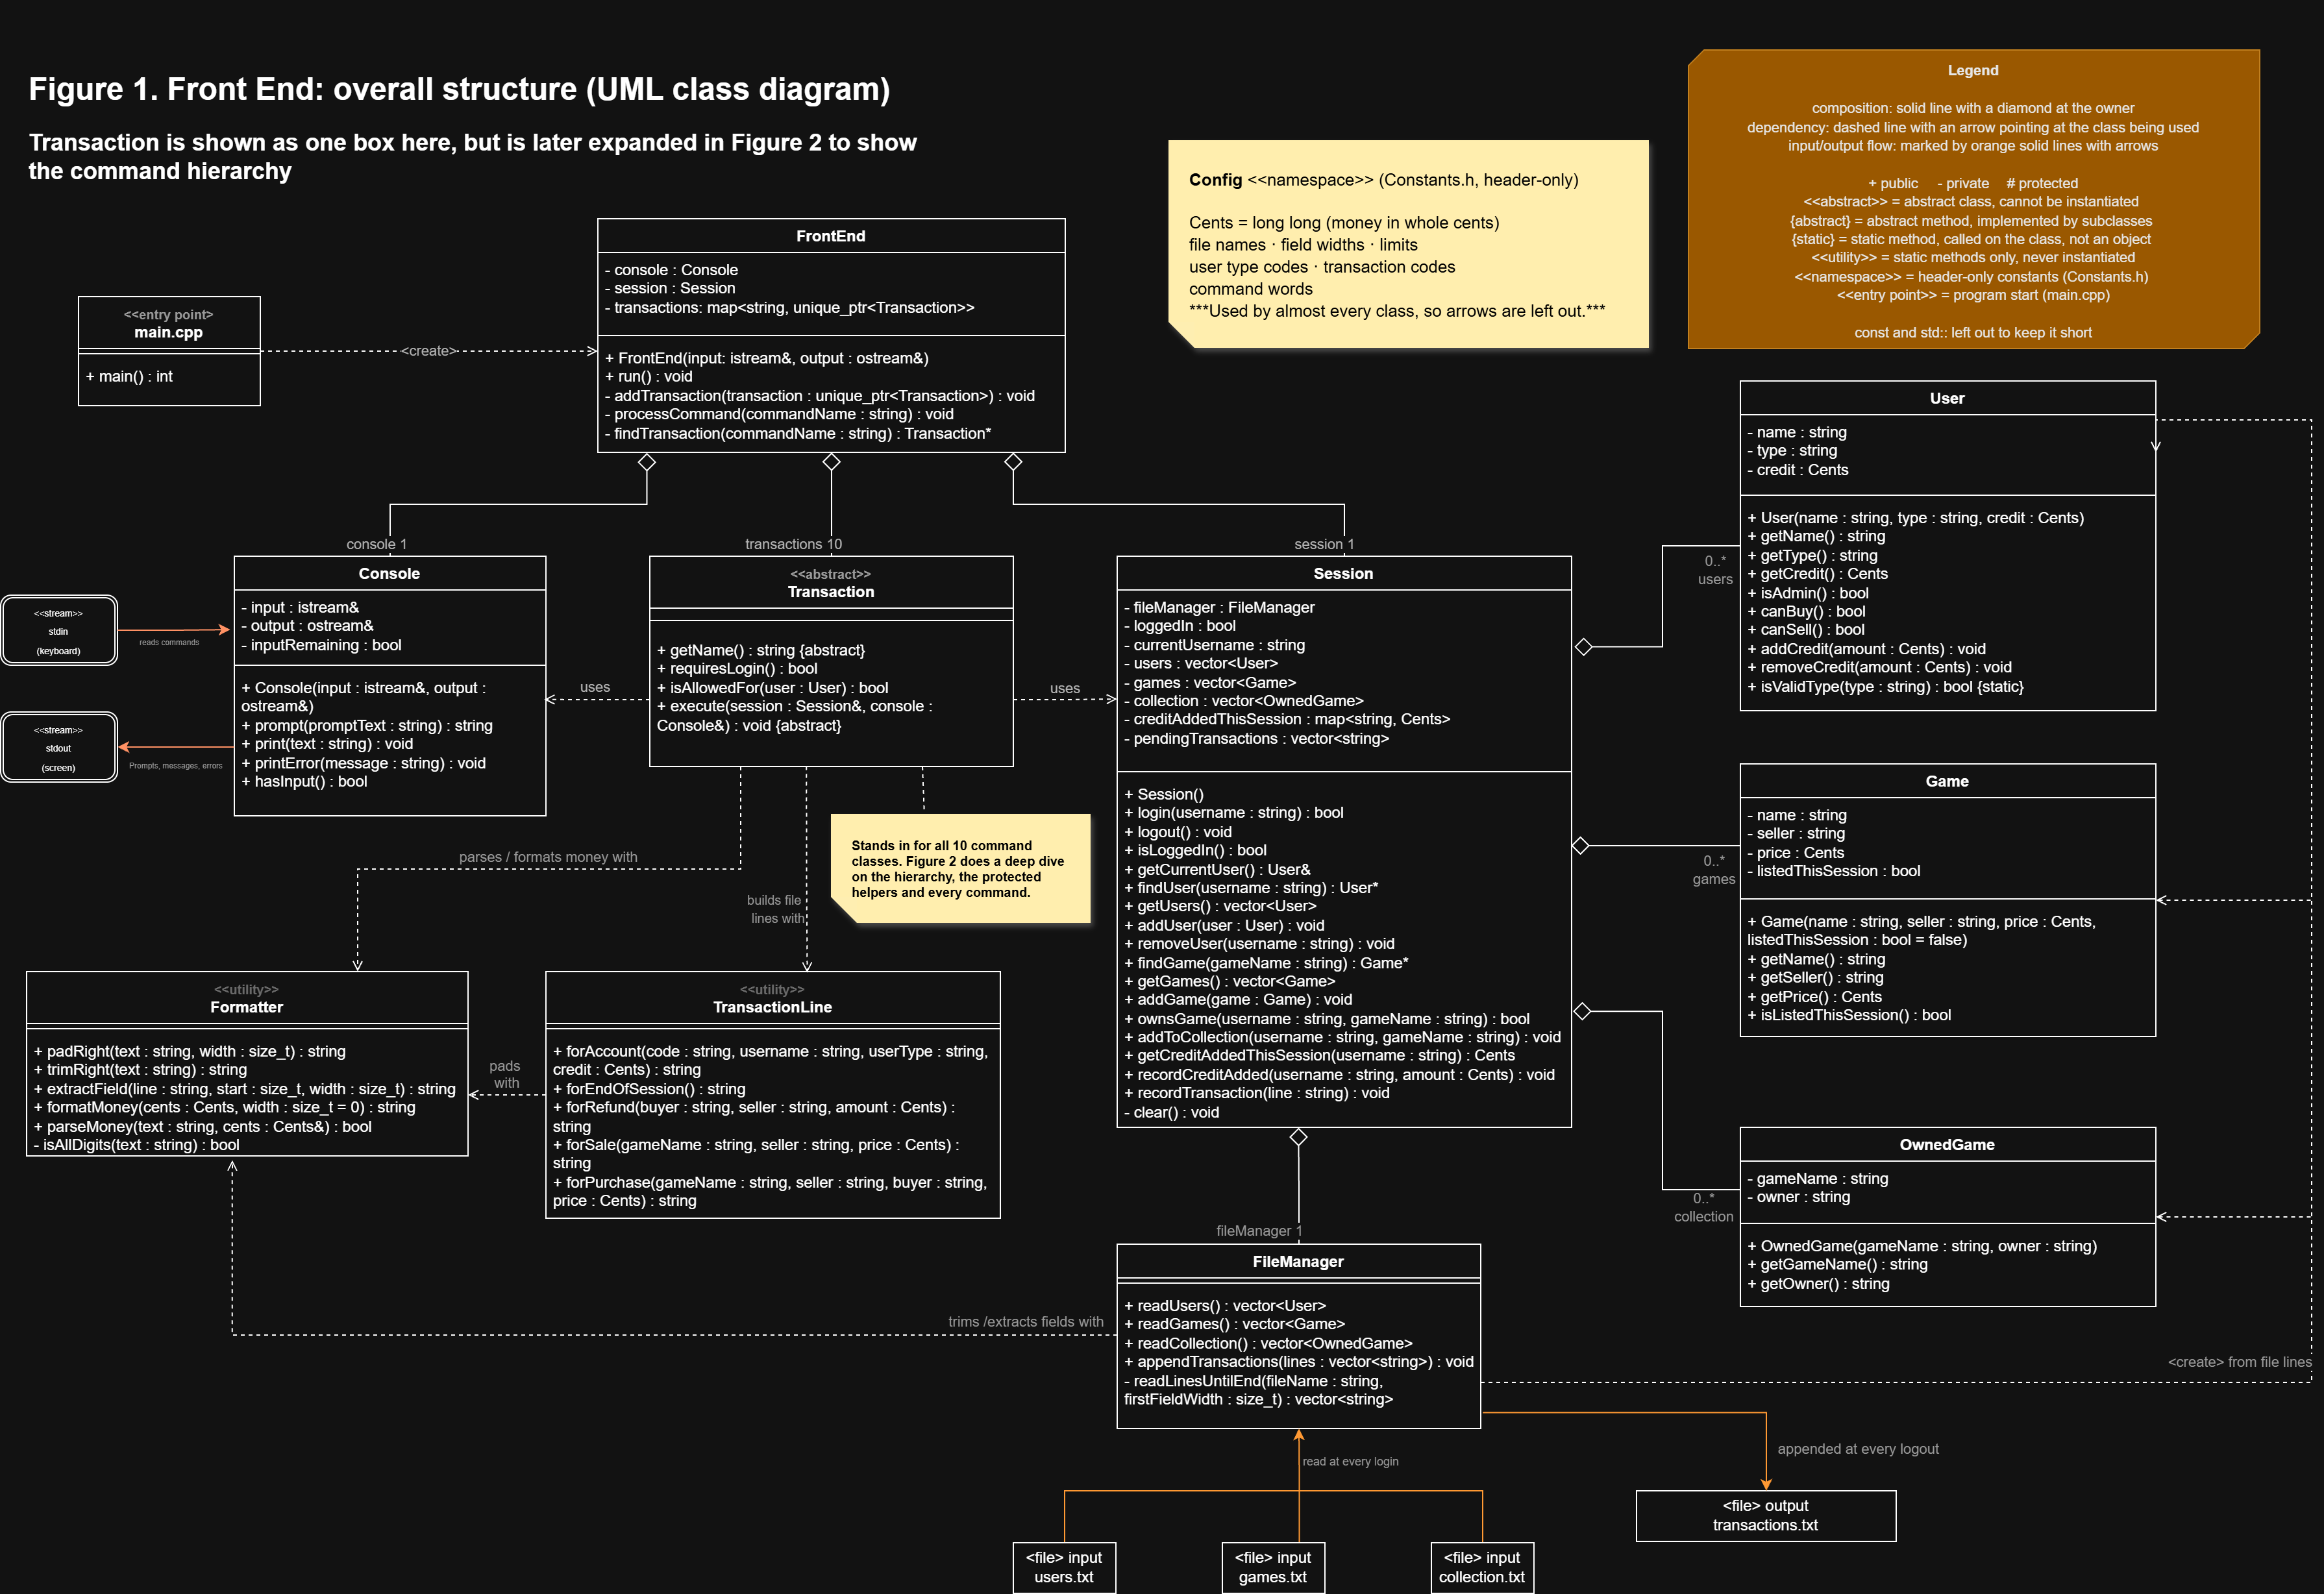 Figure 1. Front End: overall structure (UML class diagram)
Transaction is shown as one box here, but is later expanded in Figure 2 to show
the command hierarchy
Legend
composition: solid line with a diamond at the owner
dependency: dashed line with an arrow pointing at the class being used
input/output flow: marked by orange solid lines with arrows
+ public - private # protected
<<abstract>> = abstract class, cannot be instantiated
{abstract} = abstract method, implemented by subclasses
{static} = static method, called on the class, not an object
<<utility>> = static methods only, never instantiated
<<namespace>> = header-only constants (Constants.h)
<<entry point>> = program start (main.cpp)
const and std:: left out to keep it short
Config <<namespace>> (Constants.h, header-only)
Cents = long long (money in whole cents)
file names · field widths · limits
user type codes · transaction codes
command words
***Used by almost every class, so arrows are left out.***
<<entry point>
main.cpp
+ main() : int
<create>
FrontEnd
- console : Console
- session : Session
- transactions: map<string, unique_ptr<Transaction>>
+ FrontEnd(input: istream&, output : ostream&)
+ run() : void
- addTransaction(transaction : unique_ptr<Transaction>) : void
- processCommand(commandName : string) : void
- findTransaction(commandName : string) : Transaction*
console 1
transactions 10
session 1
<<stream>>
stdin
(keyboard)
reads commands
<<stream>>
stdout
(screen)
Prompts, messages, errors
Console
- input : istream&
- output : ostream&
- inputRemaining : bool
+ Console(input : istream&, output :
ostream&)
+ prompt(promptText : string) : string
+ print(text : string) : void
+ printError(message : string) : void
+ hasInput() : bool
uses
<<abstract>>
Transaction
+ getName() : string {abstract}
+ requiresLogin() : bool
+ isAllowedFor(user : User) : bool
+ execute(session : Session&, console :
Console&) : void {abstract}
uses
Session
- fileManager : FileManager
- loggedIn : bool
- currentUsername : string
- users : vector<User>
- games : vector<Game>
- collection : vector<OwnedGame>
- creditAddedThisSession : map<string, Cents>
- pendingTransactions : vector<string>
+ Session()
+ login(username : string) : bool
+ logout() : void
+ isLoggedIn() : bool
+ getCurrentUser() : User&
+ findUser(username : string) : User*
+ getUsers() : vector<User>
+ addUser(user : User) : void
+ removeUser(username : string) : void
+ findGame(gameName : string) : Game*
+ getGames() : vector<Game>
+ addGame(game : Game) : void
+ ownsGame(username : string, gameName : string) : bool
+ addToCollection(username : string, gameName : string) : void
+ getCreditAddedThisSession(username : string) : Cents
+ recordCreditAdded(username : string, amount : Cents) : void
+ recordTransaction(line : string) : void
- clear() : void
User
- name : string
- type : string
- credit : Cents
+ User(name : string, type : string, credit : Cents)
+ getName() : string
+ getType() : string
+ getCredit() : Cents
+ isAdmin() : bool
+ canBuy() : bool
+ canSell() : bool
+ addCredit(amount : Cents) : void
+ removeCredit(amount : Cents) : void
+ isValidType(type : string) : bool {static}
0..*
users
Game
- name : string
- seller : string
- price : Cents
- listedThisSession : bool
+ Game(name : string, seller : string, price : Cents,
listedThisSession : bool = false)
+ getName() : string
+ getSeller() : string
+ getPrice() : Cents
+ isListedThisSession() : bool
0..*
games
OwnedGame
- gameName : string
- owner : string
+ OwnedGame(gameName : string, owner : string)
+ getGameName() : string
+ getOwner() : string
0..*
collection
Stands in for all 10 command
classes. Figure 2 does a deep dive
on the hierarchy, the protected
helpers and every command.
parses / formats money with
builds file
lines with
<<utility>>
Formatter
+ padRight(text : string, width : size_t) : string
+ trimRight(text : string) : string
+ extractField(line : string, start : size_t, width : size_t) : string
+ formatMoney(cents : Cents, width : size_t = 0) : string
+ parseMoney(text : string, cents : Cents&) : bool
- isAllDigits(text : string) : bool
pads
with
<<utility>>
TransactionLine
+ forAccount(code : string, username : string, userType : string,
credit : Cents) : string
+ forEndOfSession() : string
+ forRefund(buyer : string, seller : string, amount : Cents) :
string
+ forSale(gameName : string, seller : string, price : Cents) :
string
+ forPurchase(gameName : string, seller : string, buyer : string,
price : Cents) : string
fileManager 1
trims /extracts fields with
FileManager
+ readUsers() : vector<User>
+ readGames() : vector<Game>
+ readCollection() : vector<OwnedGame>
+ appendTransactions(lines : vector<string>) : void
- readLinesUntilEnd(fileName : string,
firstFieldWidth : size_t) : vector<string>
<create> from file lines
read at every login
appended at every logout
<file> output
transactions.txt
<file> input
users.txt
<file> input
games.txt
<file> input
collection.txt